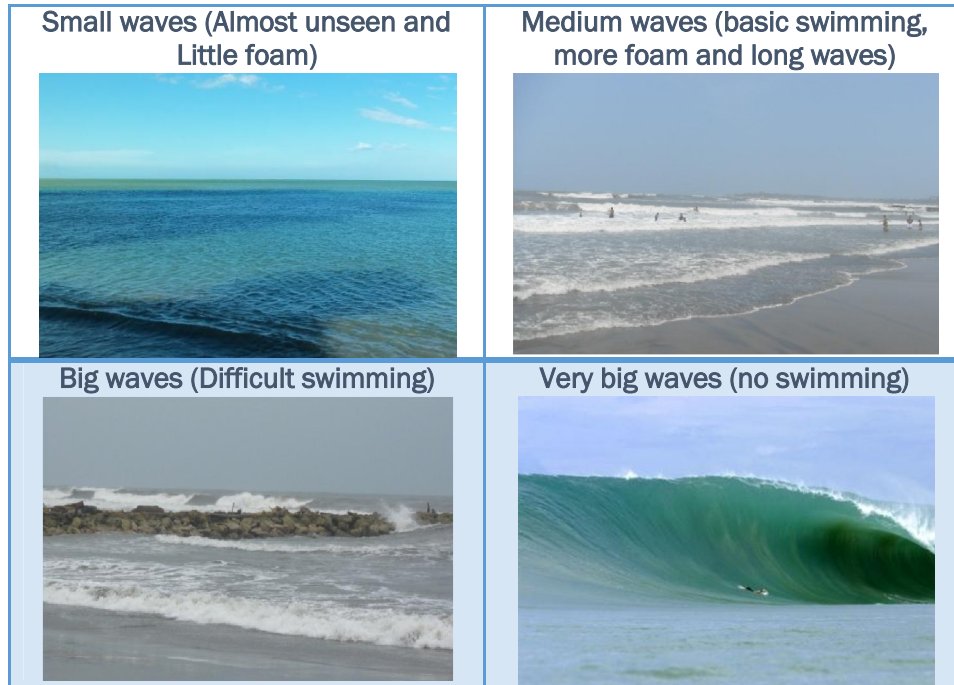 Small waves (Almost unseen and
Little foam)
Medium waves (basic swimming,
more foam and long waves)
Big waves (Difficult swimming)
Very big waves (no swimming)